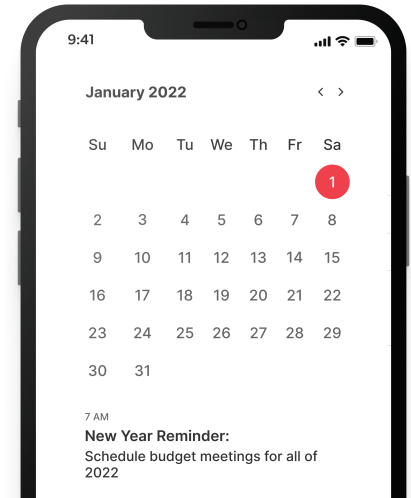 9:41
January 2022
Su Mo Tu We Th Fr Sa
1
2 3 4 5 6 7 8
9 10 11 12 13 14 15
16 17 18 19 20 21 22
23 24 25 26 27 28 29
30 31
7 AM
New Year Reminder:
Schedule budget meetings for all of
2022